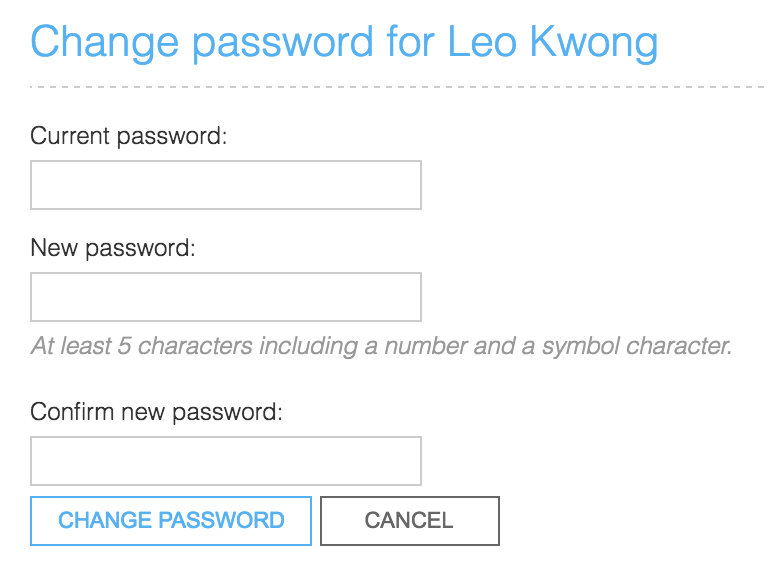 Change password for Leo Kwong
Current password:
New password:
At least 5 characters including a number and a symbol character.
Confirm new password:
CHANGE PASSWORD
CANCEL